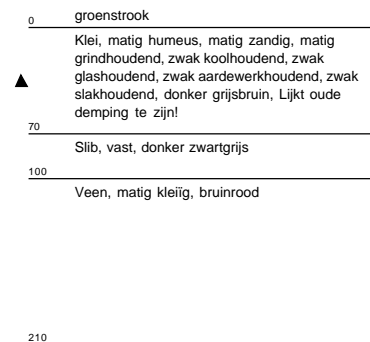 0 groenstrook
Klei, matig humeus, matig zandig, matig
grindhoudend, zwak koolhoudend, zwak
glashoudend, zwak aardewerkhoudend, zwak
slakhoudend, donker grijsbruin, Lijkt oude
demping te zijn!
70
Slib, vast, donker zwartgrijs
100
Veen, matig kleiïg, bruinrood
210